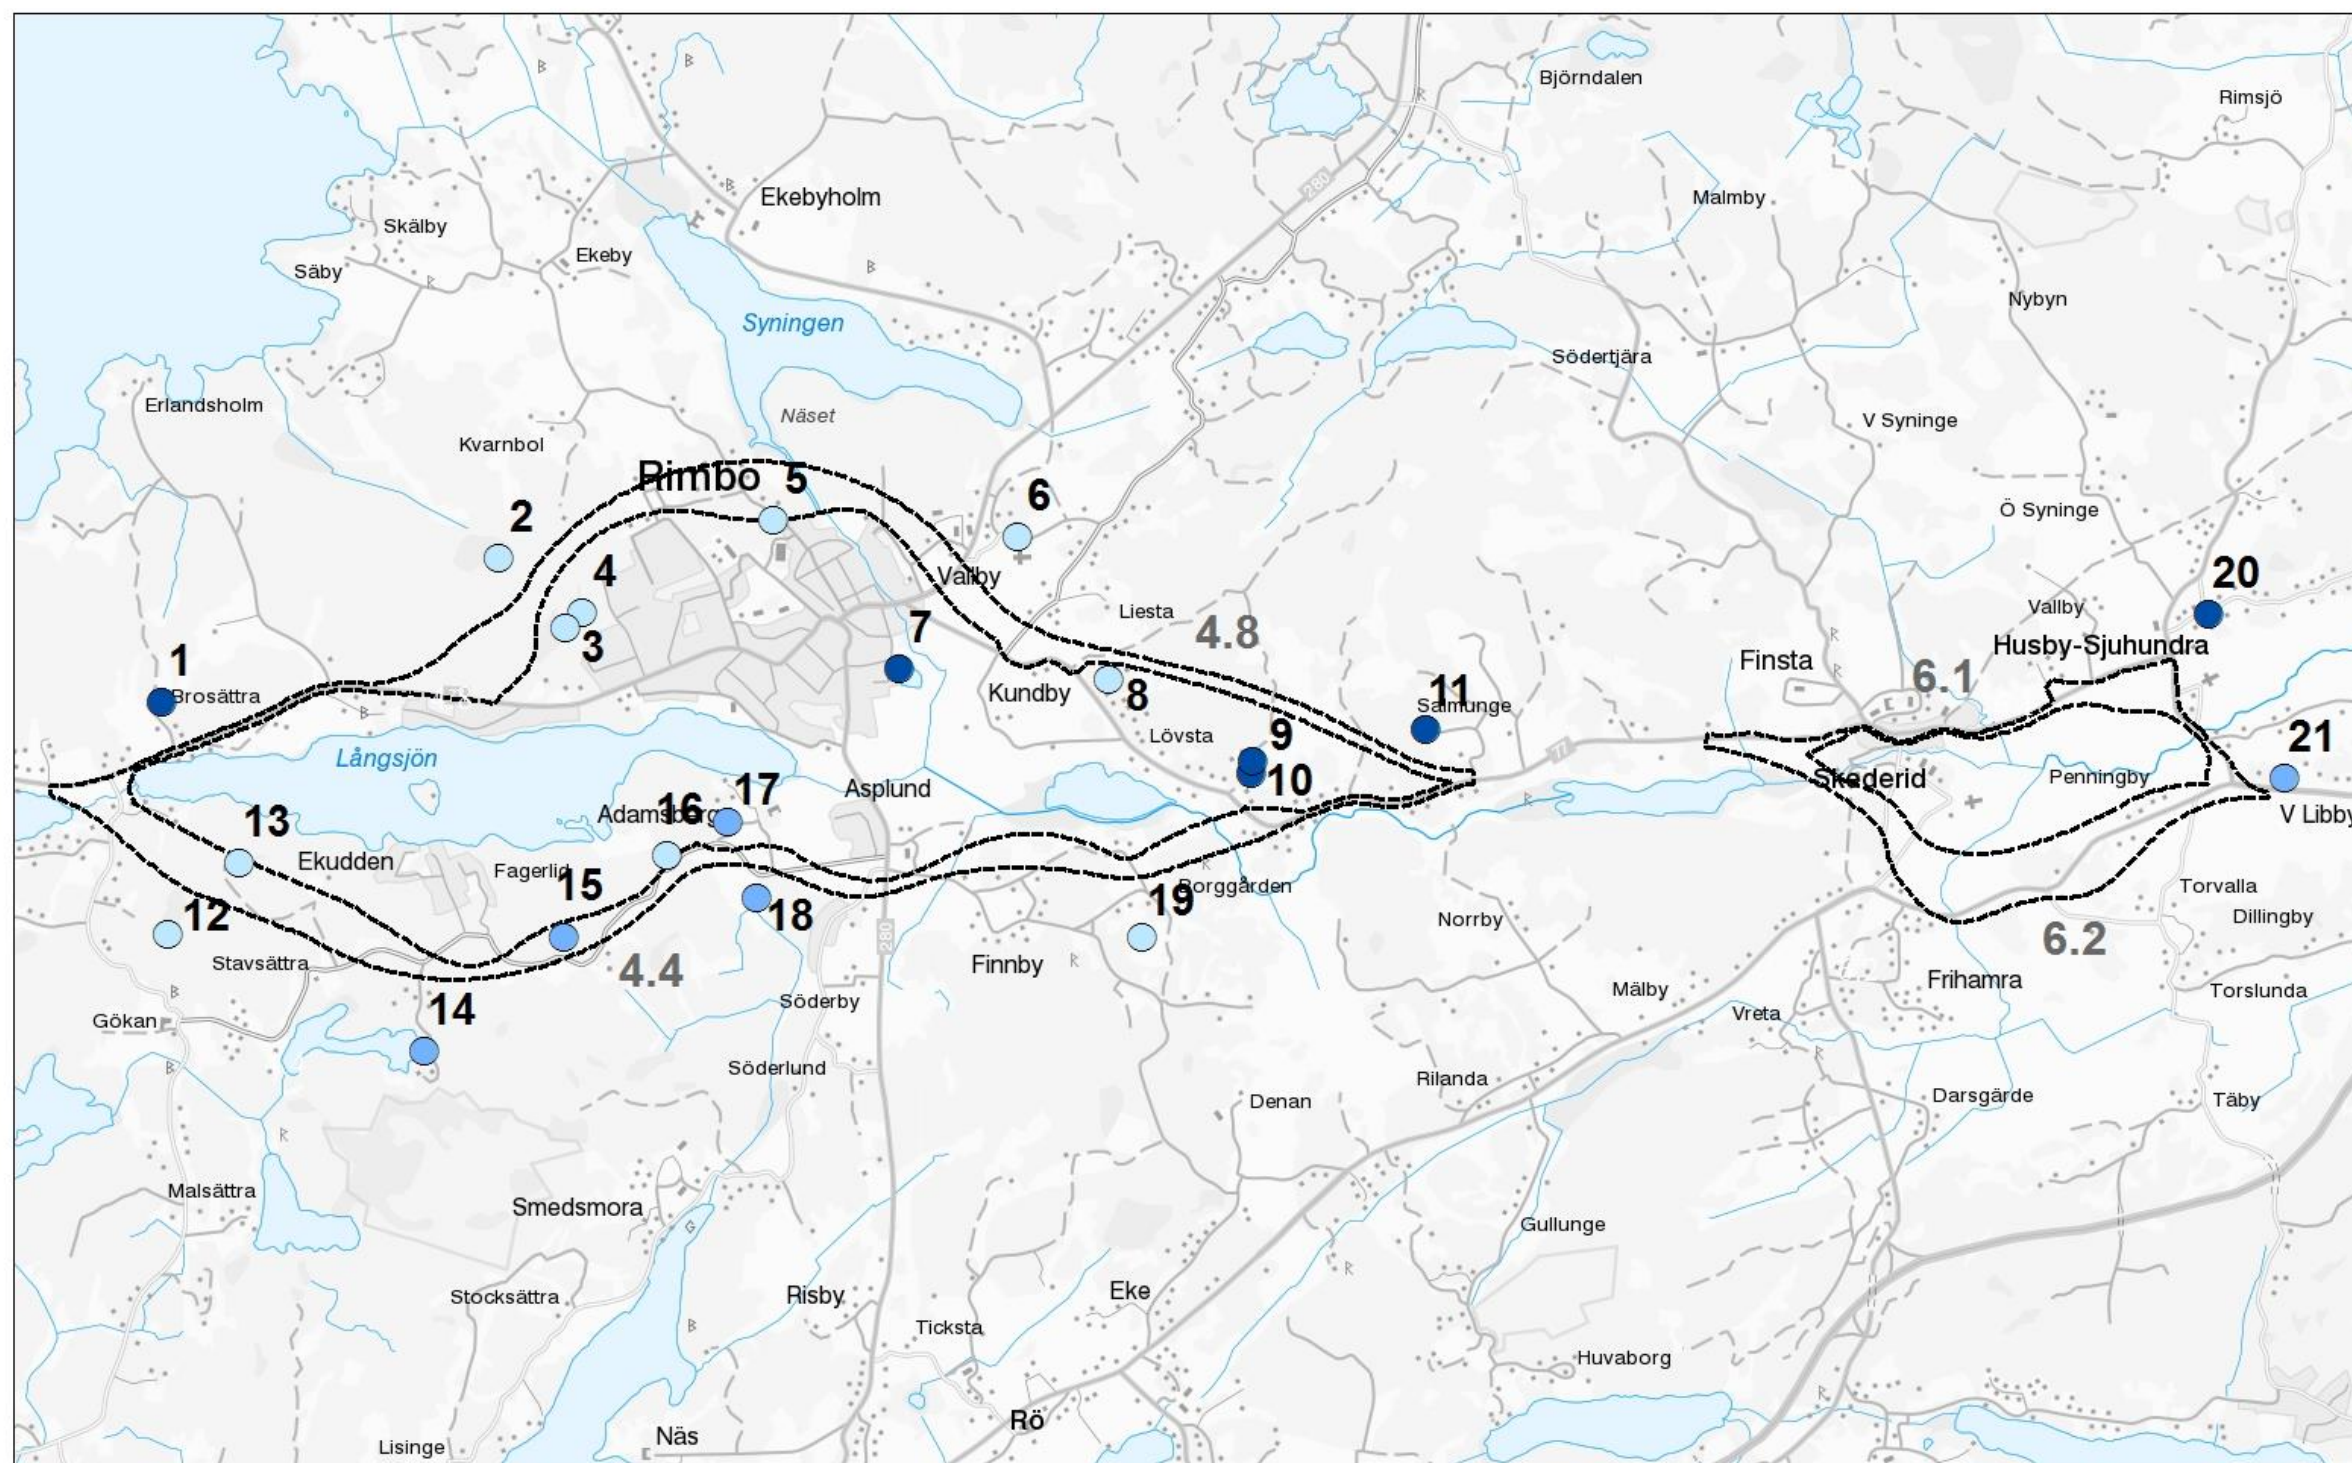 Björndalen
Rimsjö
Ekebyholm
280
Malmby
Skälby
Ekeby
Säby
Nybyn
Syningen
Södertjära
Erlandsholm
Näset
V Syninge
Kvarnbol
Rimbo
5
6
Ö Syninge
2
4
Vallby
20
Liesta
Vallby
7
4.8
3
Husby-Sjuhundra
1
Finsta
6.1
Brosättra
Kundby
8
11
Salmunge
Lövsta
9
77
21
Långsjön
10
Skederid
Penningby
17
Asplund
16
Adamsberg
V Libby
13
Ekudden
Fagerlid
15
Borggården
Torvalla
12
18
19
Norrby
Dillingby
280
6.2
Stavsättra
4.4
Finnby
Frihamra
14
Söderby
Mälby
Torslunda
Gökan
Vreta
Söderlund
Rilanda
Denan
Darsgärde
Täby
Malsättra
Smedsmora
Gullunge
Stocksättra
Risby
Eke
Ticksta
Huvaborg
Rö
Näs
Lisinge